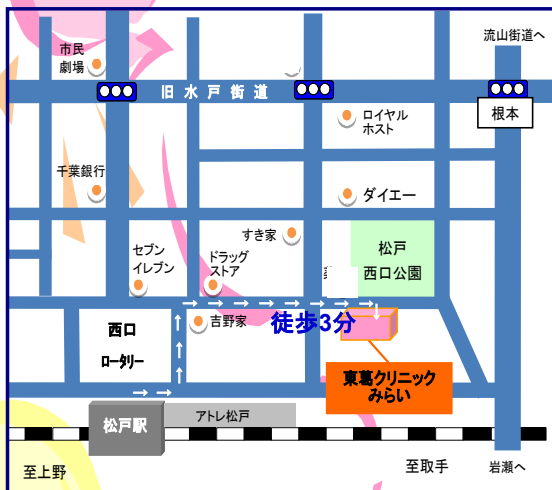 流山街道へ
市民
劇場
旧水戸街道
根本
ロイヤル
ホスト
千葉銀行
ダイエー
すき家
松戸
西口公園
セブン
イレブン
ドラッグ
ストア
吉野家
徒歩3分
西口
ロータリー
東葛クリニック
みらい
アトレ松戸
松戸駅
至上野
至取手
岩瀬へ